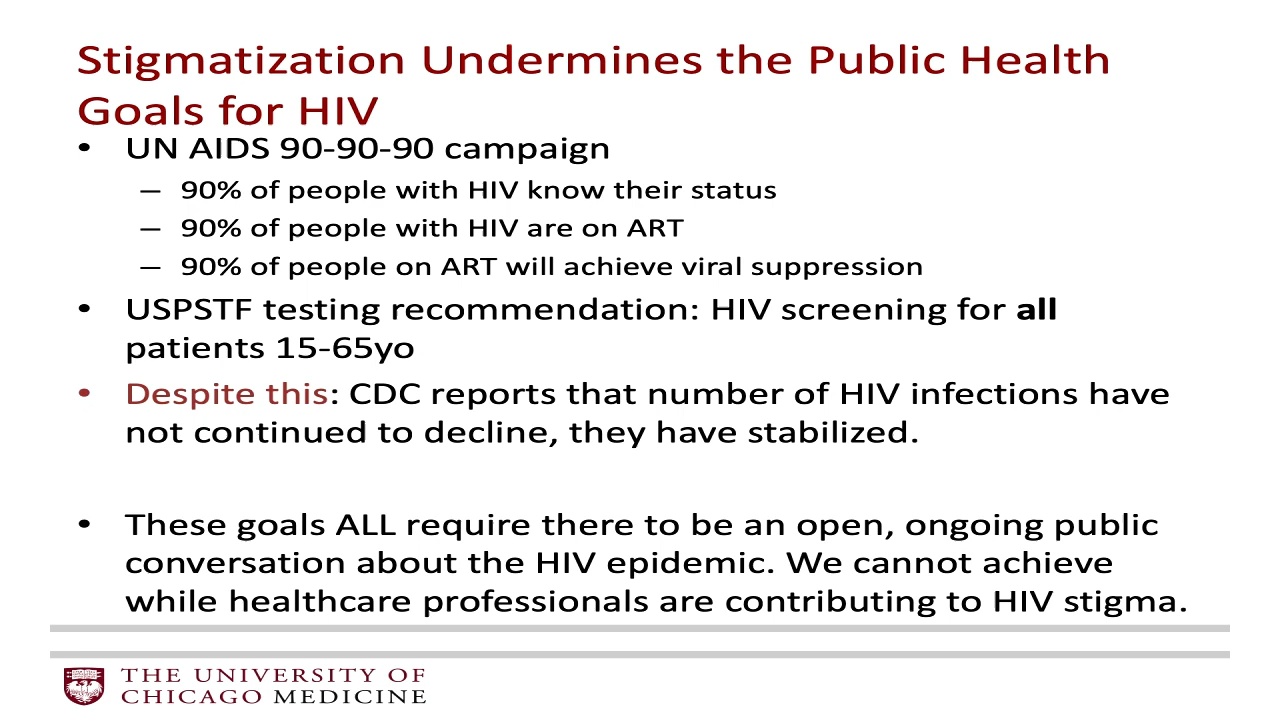 Stigmatization Undermines the Public Health
Goals for HIV
• UN AIDS 90-90-90 campaign
– 90% of people with HIV know their status
– 90% of people with HIV are on ART
– 90% of people on ART will achieve viral suppression
• USPSTF testing recommendation: HIV screening for all
patients 15-65yo
• Despite this: CDC reports that number of HIV infections have
not continued to decline, they have stabilized.
• These goals ALL require there to be an open, ongoing public
conversation about the HIV epidemic. We cannot achieve
while healthcare professionals are contributing to HIV stigma.
THE UNIVERSITY OF
CHICAGO MEDICINE